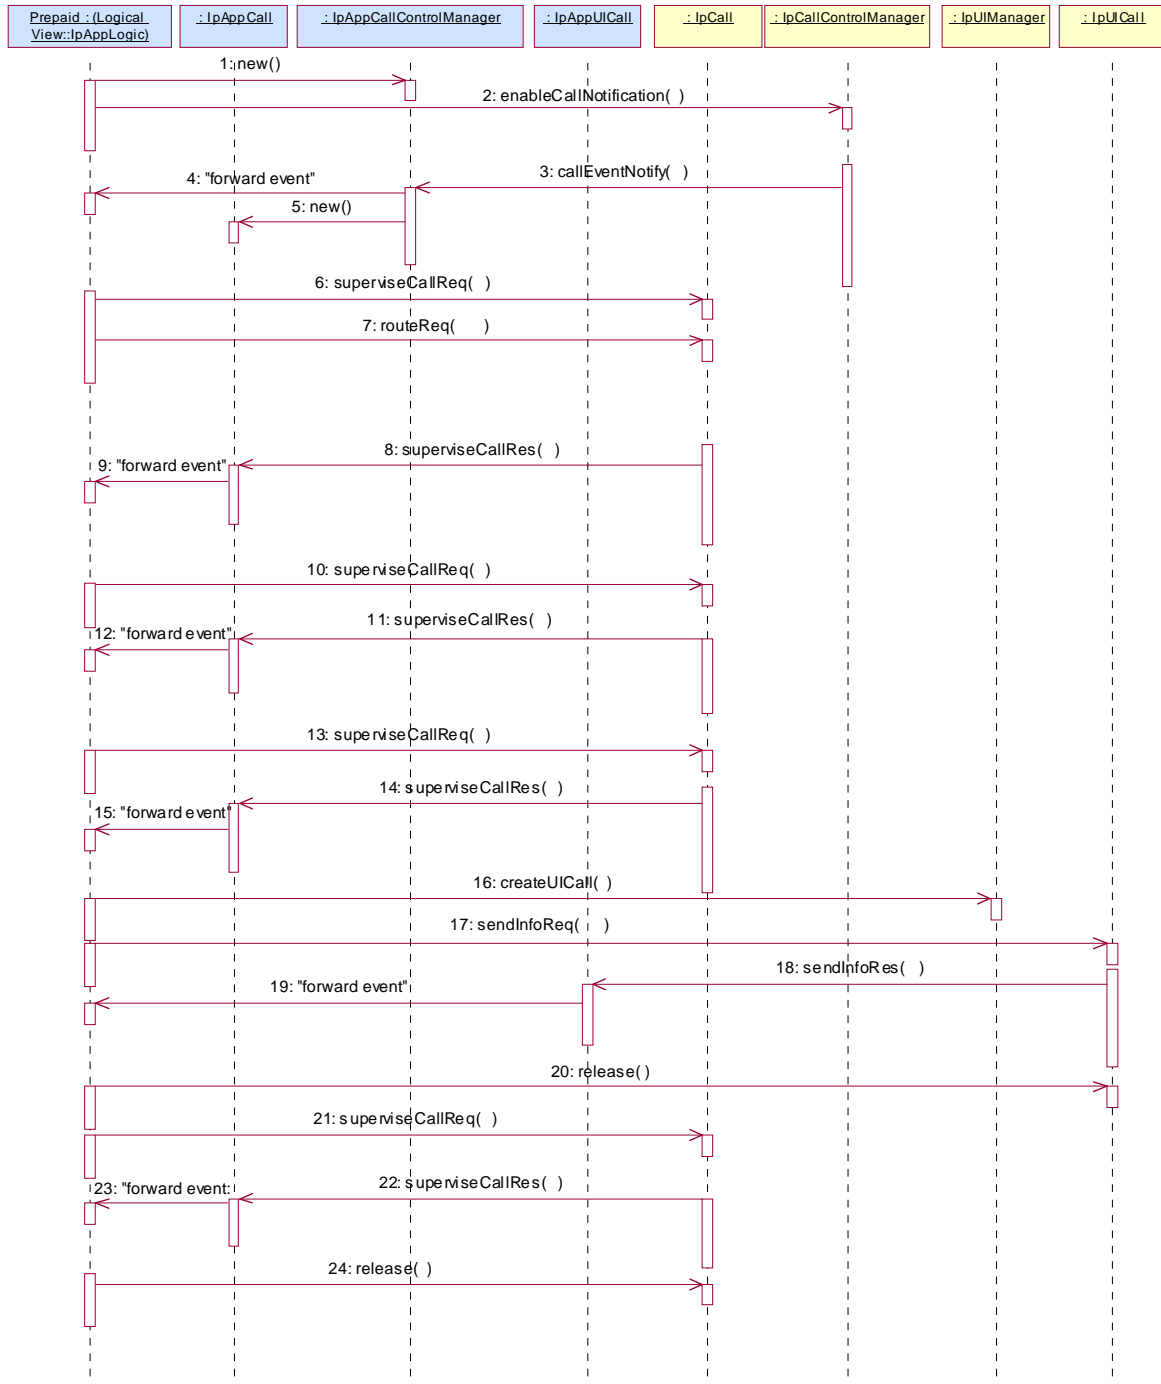 Prepaid : (Logical
View::IpAppLogic)
: IpAppCall
: IpAppCallControlManager
: IpAppUICall
: IpCall
: IpCallControlManager
: IpUIManager
: IpUICall
1: new()
2: enableCallNotification( )
3: callEventNotify( )
4: "forward event"
5: new()
6: superviseCallReq( )
7: routeReq( )
8: superviseCallRes( )
9: "forward event"
10: superviseCallReq( )
11: superviseCallRes( )
12: "forward event"
13: superviseCallReq( )
14: superviseCallRes( )
15: "forward event"
16: createUICall( )
17: sendInfoReq( )
18: sendInfoRes( )
19: "forward event"
20: release( )
21: superviseCallReq( )
22: superviseCallRes( )
23: "forward event:
24: release( )